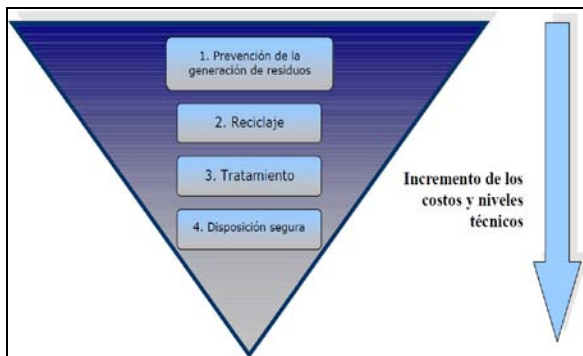 1. Prevención de la
generación de residuos
2. Reciclaje
3. Tratamiento
4. Disposición segura
Incremento de los
costos y niveles
técnicos